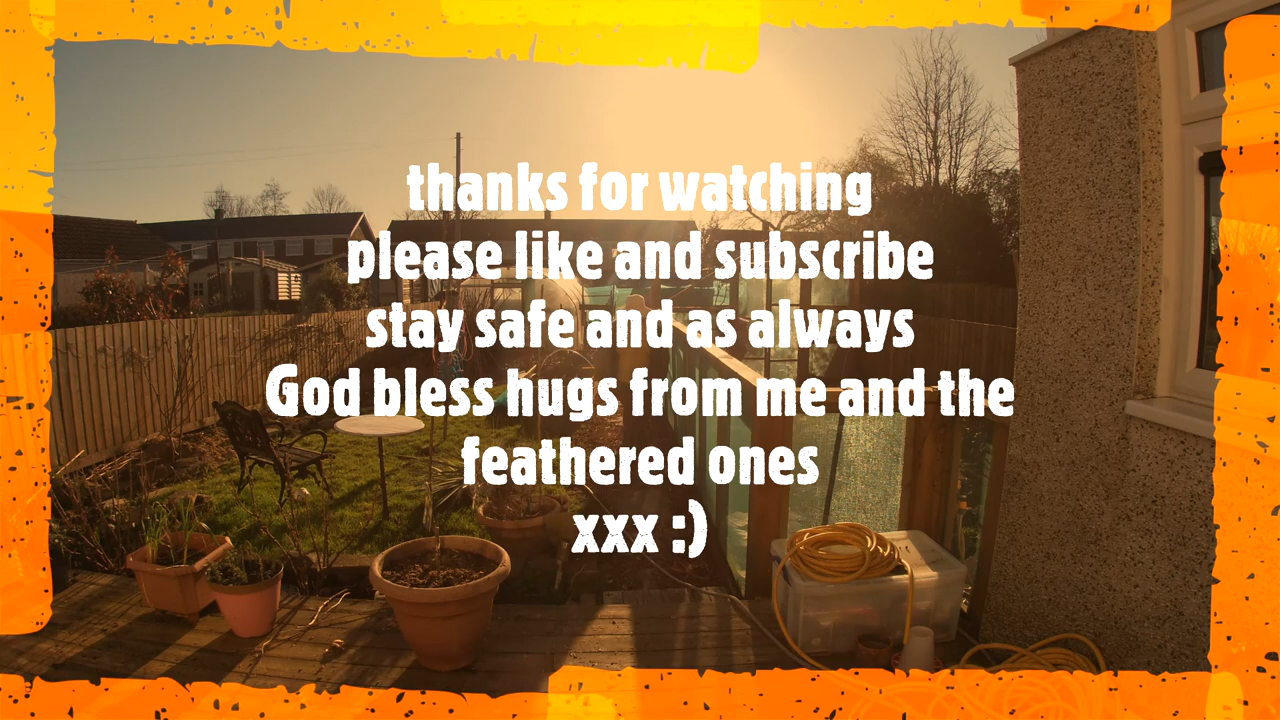 thanks for watching
please like and subscribe
stay safe and as always
God bless hugs from me and the
feathered ones
xxx :)